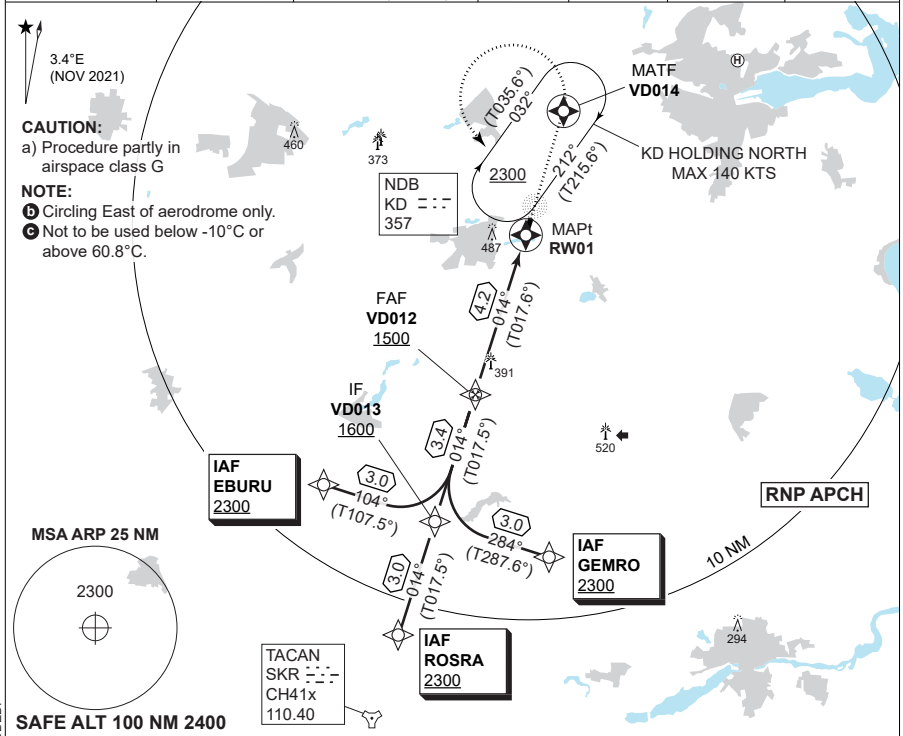 3.4°E
(NOV 2021)
CAUTION:
a) Procedure partly in
airspace class G
NOTE:
b Circling East of aerodrome only.
c Not to be used below -10°C or
above 60.8°C.
460
373
NDB
KD
357
487
(T035.6°)
032°
2300
212°
(T215.6°)
MATF
VD014
H
KD HOLDING NORTH
MAX 140 KTS
MAPt
RW01
4.2
014°
(T017.6°)
FAF
VD012
1500
391
IF
VD013
1600
3.4
014°
(T017.5°)
520
IAF
EBURU
2300
3.0
104°
(T107.5°)
3.0
284°
(T287.6°)
IAF
GEMRO
2300
RNP APCH
10 NM
3.0
014°
(T017.5°)
IAF
ROSRA
2300
MSA ARP 25 NM
2300
SAFE ALT 100 NM 2400
TACAN
SKR
CH41x
110.40
294